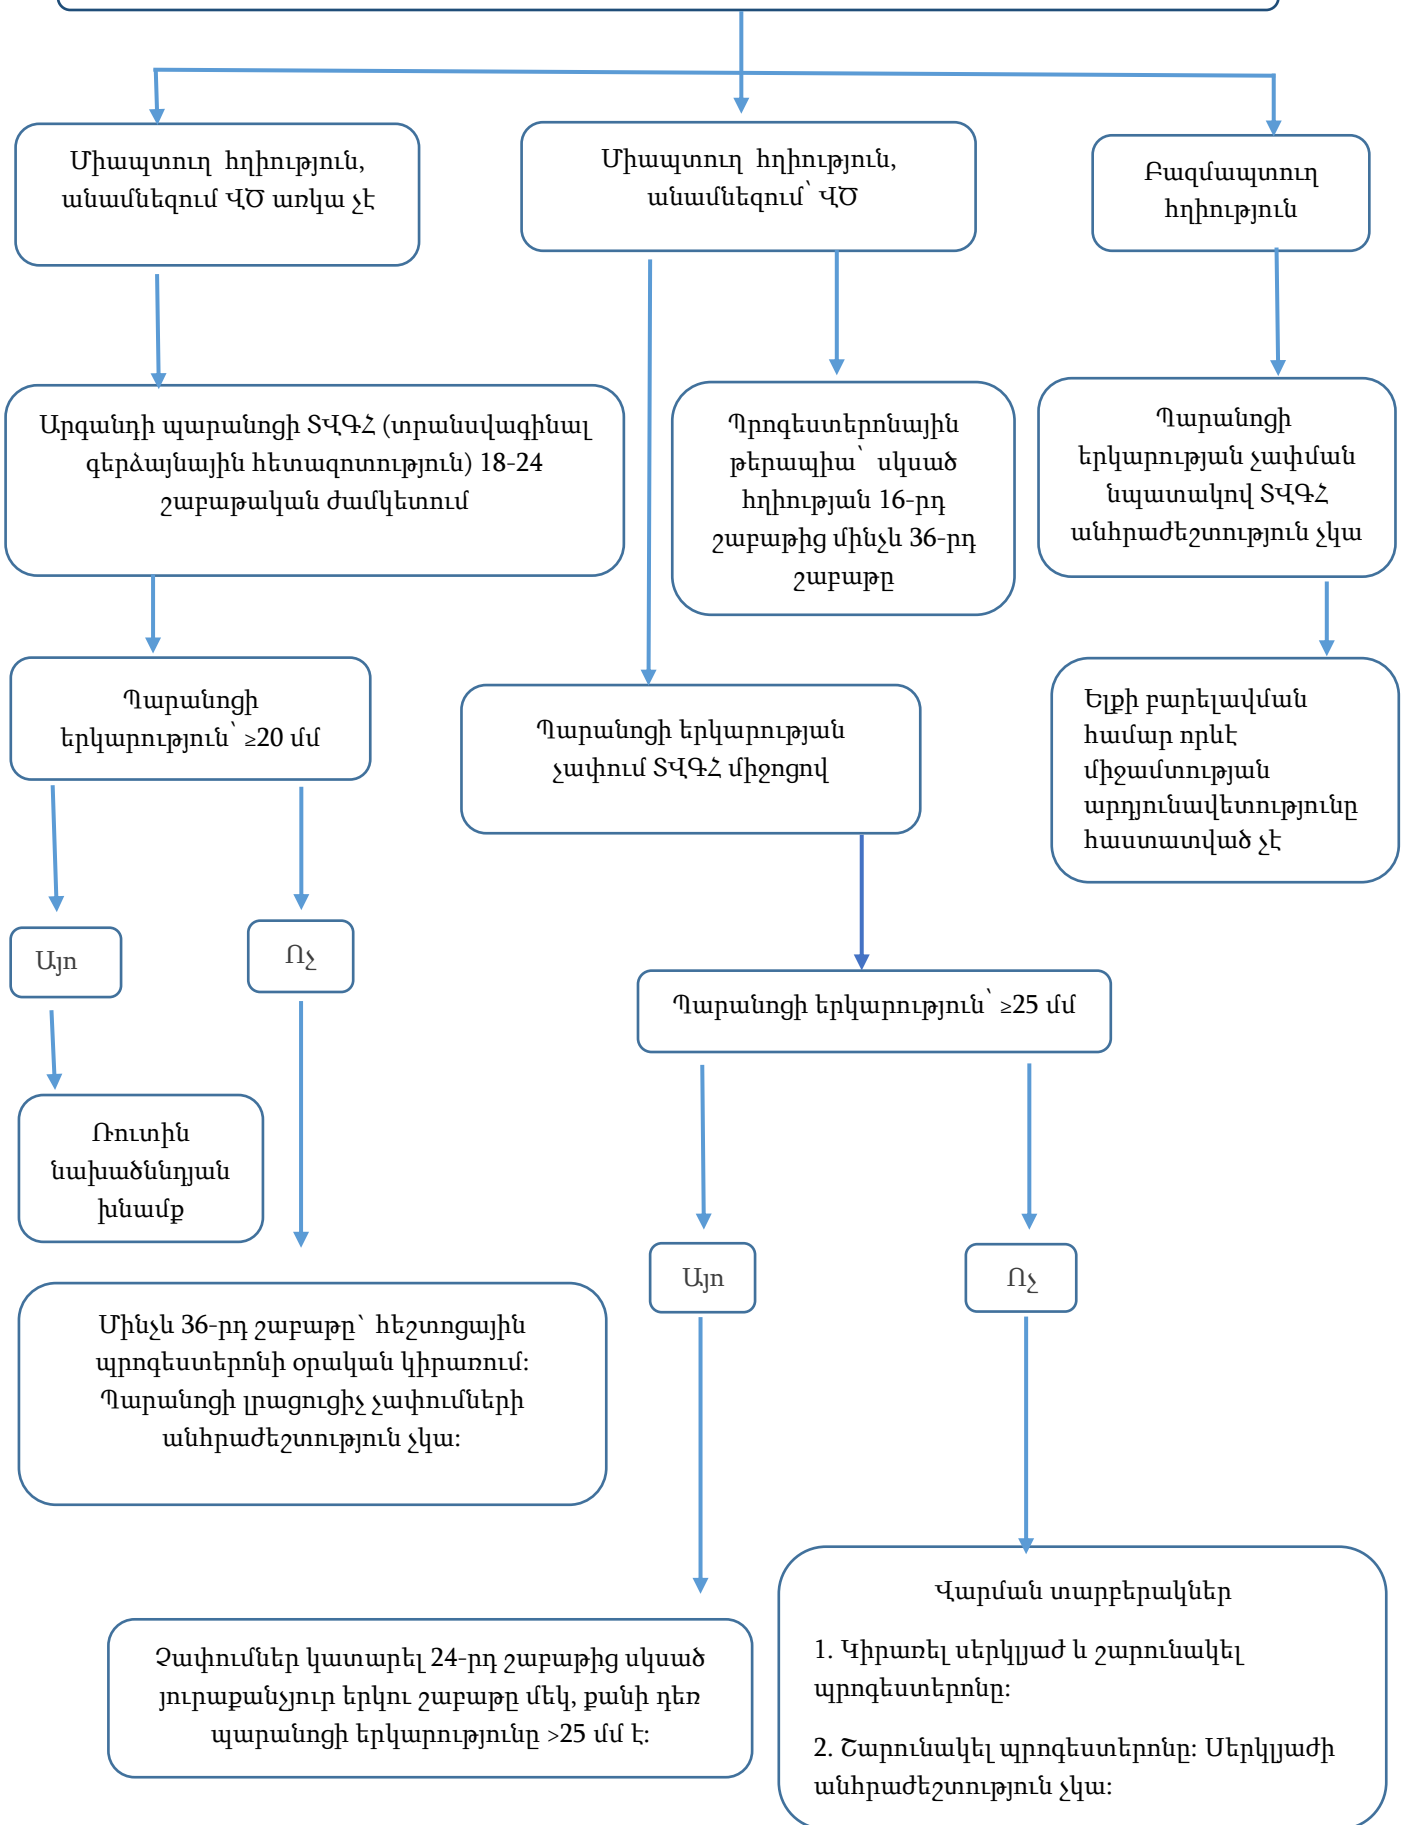 Միապտուղ հղիություն,
անամնեզում ՎԾ առկա չէ
Միապտուղ հղիություն,
անամնեզում՝ ՎԾ
Բազմապտուղ
հղիություն
Արգանդի պարանոցի ՏՎԳՀ (տրանսվագինալ
գերձայնային հետազոտություն) 18-24
շաբաթական ժամկետում
Պրոգեստերոնային
թերապիա՝ սկսած
հղիության 16-րդ
շաբաթից մինչև 36-րդ
շաբաթը
Պարանոցի
երկարության չափման
նպատակով ՏՎԳՀ
անհրաժեշտություն չկա
Պարանոցի
երկարություն՝ ≥20 մմ
Պարանոցի երկարության
չափում ՏՎԳՀ միջոցով
Ելքի բարելավման
համար որևէ
միջամտության
արդյունավետությունը
հաստատված չէ
Այո
Ոչ
Պարանոցի երկարություն՝ ≥25 մմ
Ռուտին
նախածննդյան
խնամք
Այո
Ոչ
Մինչև 36-րդ շաբաթը՝ հեշտոցային
պրոգեստերոնի օրական կիրառում:
Պարանոցի լրացուցիչ չափումների
անհրաժեշտություն չկա:
Չափումներ կատարել 24-րդ շաբաթից սկսած
յուրաքանչյուր երկու շաբաթը մեկ, քանի դեռ
պարանոցի երկարությունը >25 մմ է:
Վարման տարբերակներ
1. Կիրառել սերկլյաժ և շարունակել
պրոգեստերոնը:
2. Շարունակել պրոգեստերոնը: Սերկլյաժի
անհրաժեշտություն չկա: